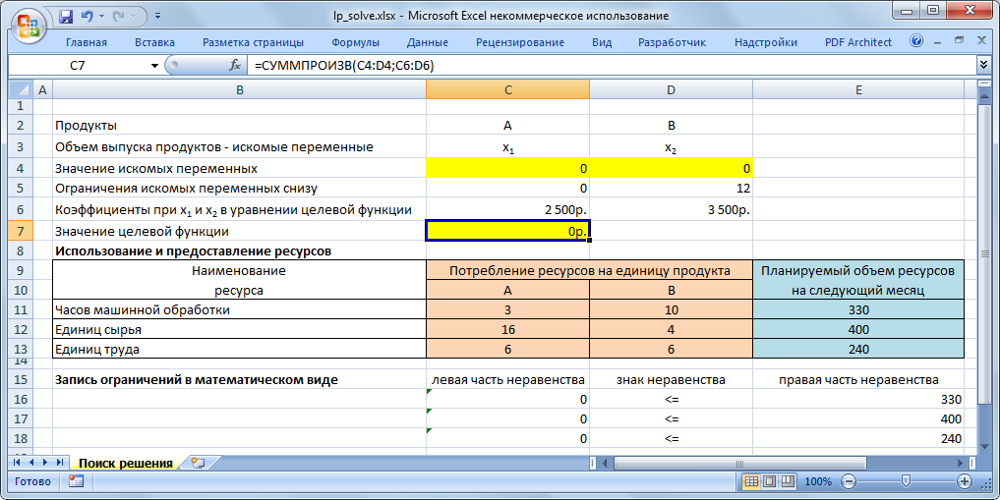 lp_solve.xlsx - Microsoft Excel некоммерческое использование
Главная Вставка Разметка страницы Формулы Данные Рецензирование Вид Разработчик Надстройки PDF Architect
C7 fx =СУММПРОИЗВ(C4:D4;C6:D6)
A B C D E
1
2 Продукты A B
3 Объем выпуска продуктов - искомые переменные x1 x2
4 Значение искомых переменных 0 0
5 Ограничения искомых переменных снизу 0 12
6 Коэффициенты при x1 и x2 в уравнении целевой функции 2 500р. 3 500р.
7 Значение целевой функции 0р.
8 Использование и предоставление ресурсов
9 Наименование Потребление ресурсов на единицу продукта Планируемый объем ресурсов
10 ресурса A B на следующий месяц
11 Часов машинной обработки 3 10 330
12 Единиц сырья 16 4 400
13 Единиц труда 6 6 240
14
15 Запись ограничений в математическом виде левая часть неравенства знак неравенства правая часть неравенства
16 0 <= 330
17 0 <= 400
18 0 <= 240
Поиск решения
Готово 100%